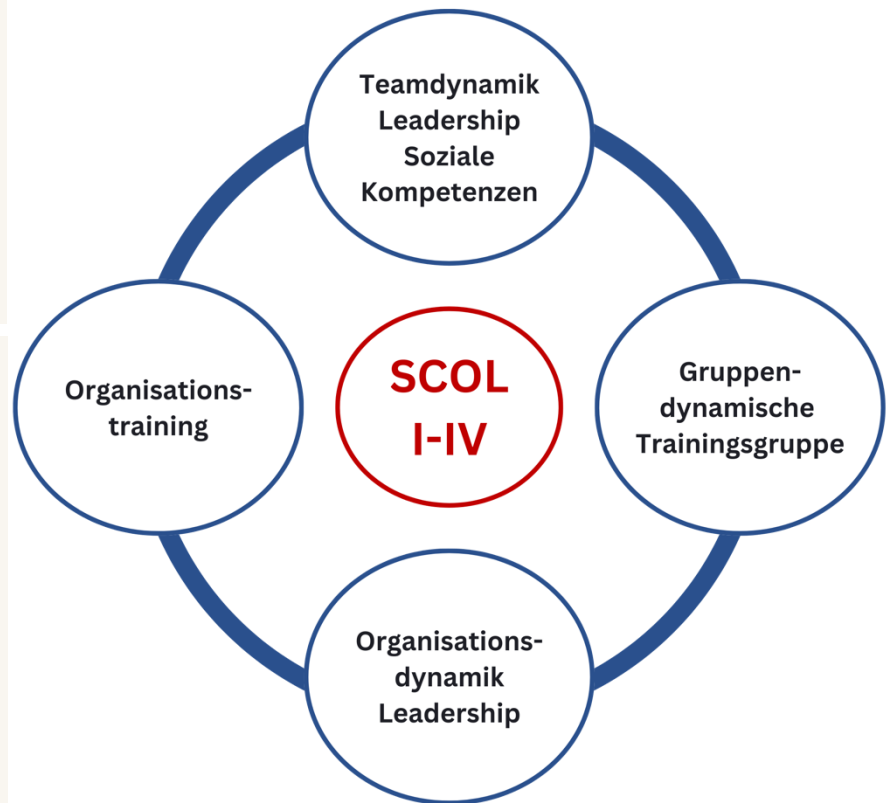 Teamdynamik
Leadership
Soziale
Kompetenzen
Organisations-
training
SCOL
I-IV
Gruppen-
dynamische
Trainingsgruppe
Organisations-
dynamik
Leadership